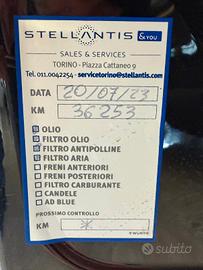 STELLANTIS &YOU
SALES & SERVICES
TORINO - Piazza Cattaneo 9
Tel. 011.0042254 - servicetorino@stellantis.com
DATA 20/07/23
KM 36253
OLIO
FILTRO OLIO
FILTRO ANTIPOLLINE
FILTRO ARIA
FRENI ANTERIORI
FRENI POSTERIORI
FILTRO CARBURANTE
CANDELE
AD BLUE
PROSSIMO CONTROLLO
KM *
WÜRTH
subito